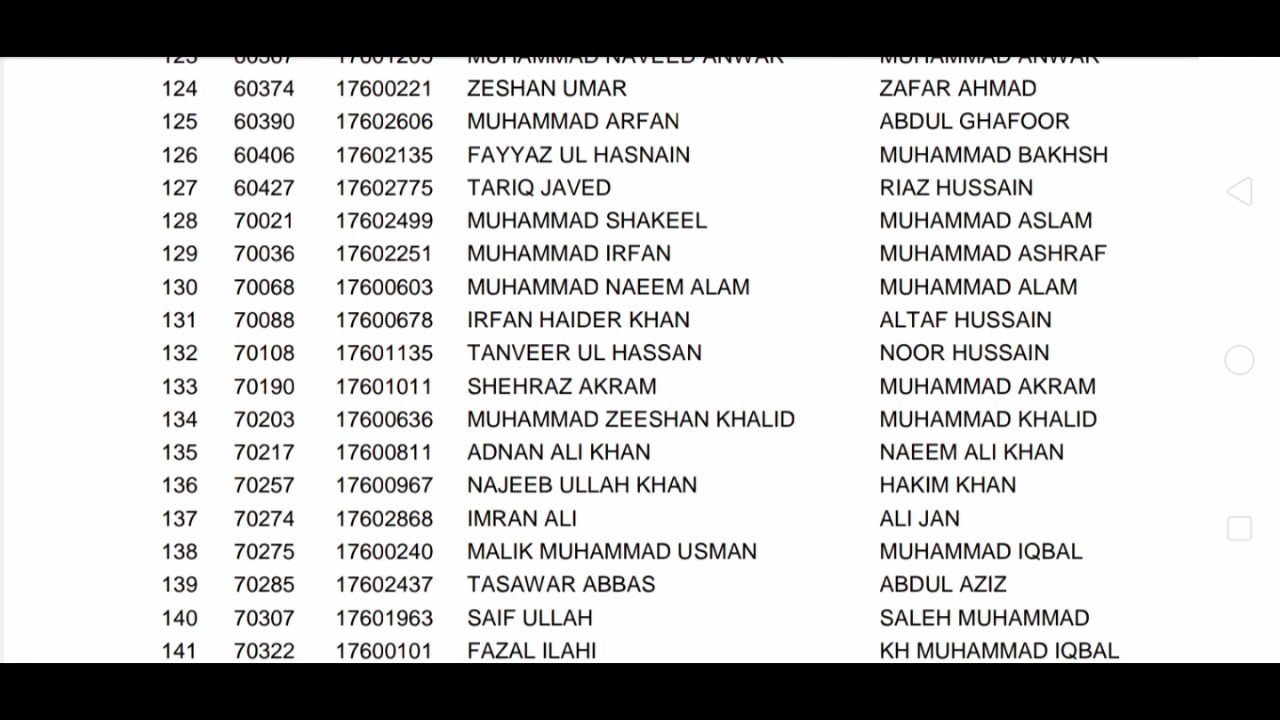 124 60374 17600221 ZESHAN UMAR ZAFAR AHMAD
125 60390 17602606 MUHAMMAD ARFAN ABDUL GHAFOOR
126 60406 17602135 FAYYAZ UL HASNAIN MUHAMMAD BAKHSH
127 60427 17602775 TARIQ JAVED RIAZ HUSSAIN
128 70021 17602499 MUHAMMAD SHAKEEL MUHAMMAD ASLAM
129 70036 17602251 MUHAMMAD IRFAN MUHAMMAD ASHRAF
130 70068 17600603 MUHAMMAD NAEEM ALAM MUHAMMAD ALAM
131 70088 17600678 IRFAN HAIDER KHAN ALTAF HUSSAIN
132 70108 17601135 TANVEER UL HASSAN NOOR HUSSAIN
133 70190 17601011 SHEHRAZ AKRAM MUHAMMAD AKRAM
134 70203 17600636 MUHAMMAD ZEESHAN KHALID MUHAMMAD KHALID
135 70217 17600811 ADNAN ALI KHAN NAEEM ALI KHAN
136 70257 17600967 NAJEEB ULLAH KHAN HAKIM KHAN
137 70274 17602868 IMRAN ALI ALI JAN
138 70275 17600240 MALIK MUHAMMAD USMAN MUHAMMAD IQBAL
139 70285 17602437 TASAWAR ABBAS ABDUL AZIZ
140 70307 17601963 SAIF ULLAH SALEH MUHAMMAD
141 70322 17600101 FAZAL ILAHI KH MUHAMMAD IQBAL